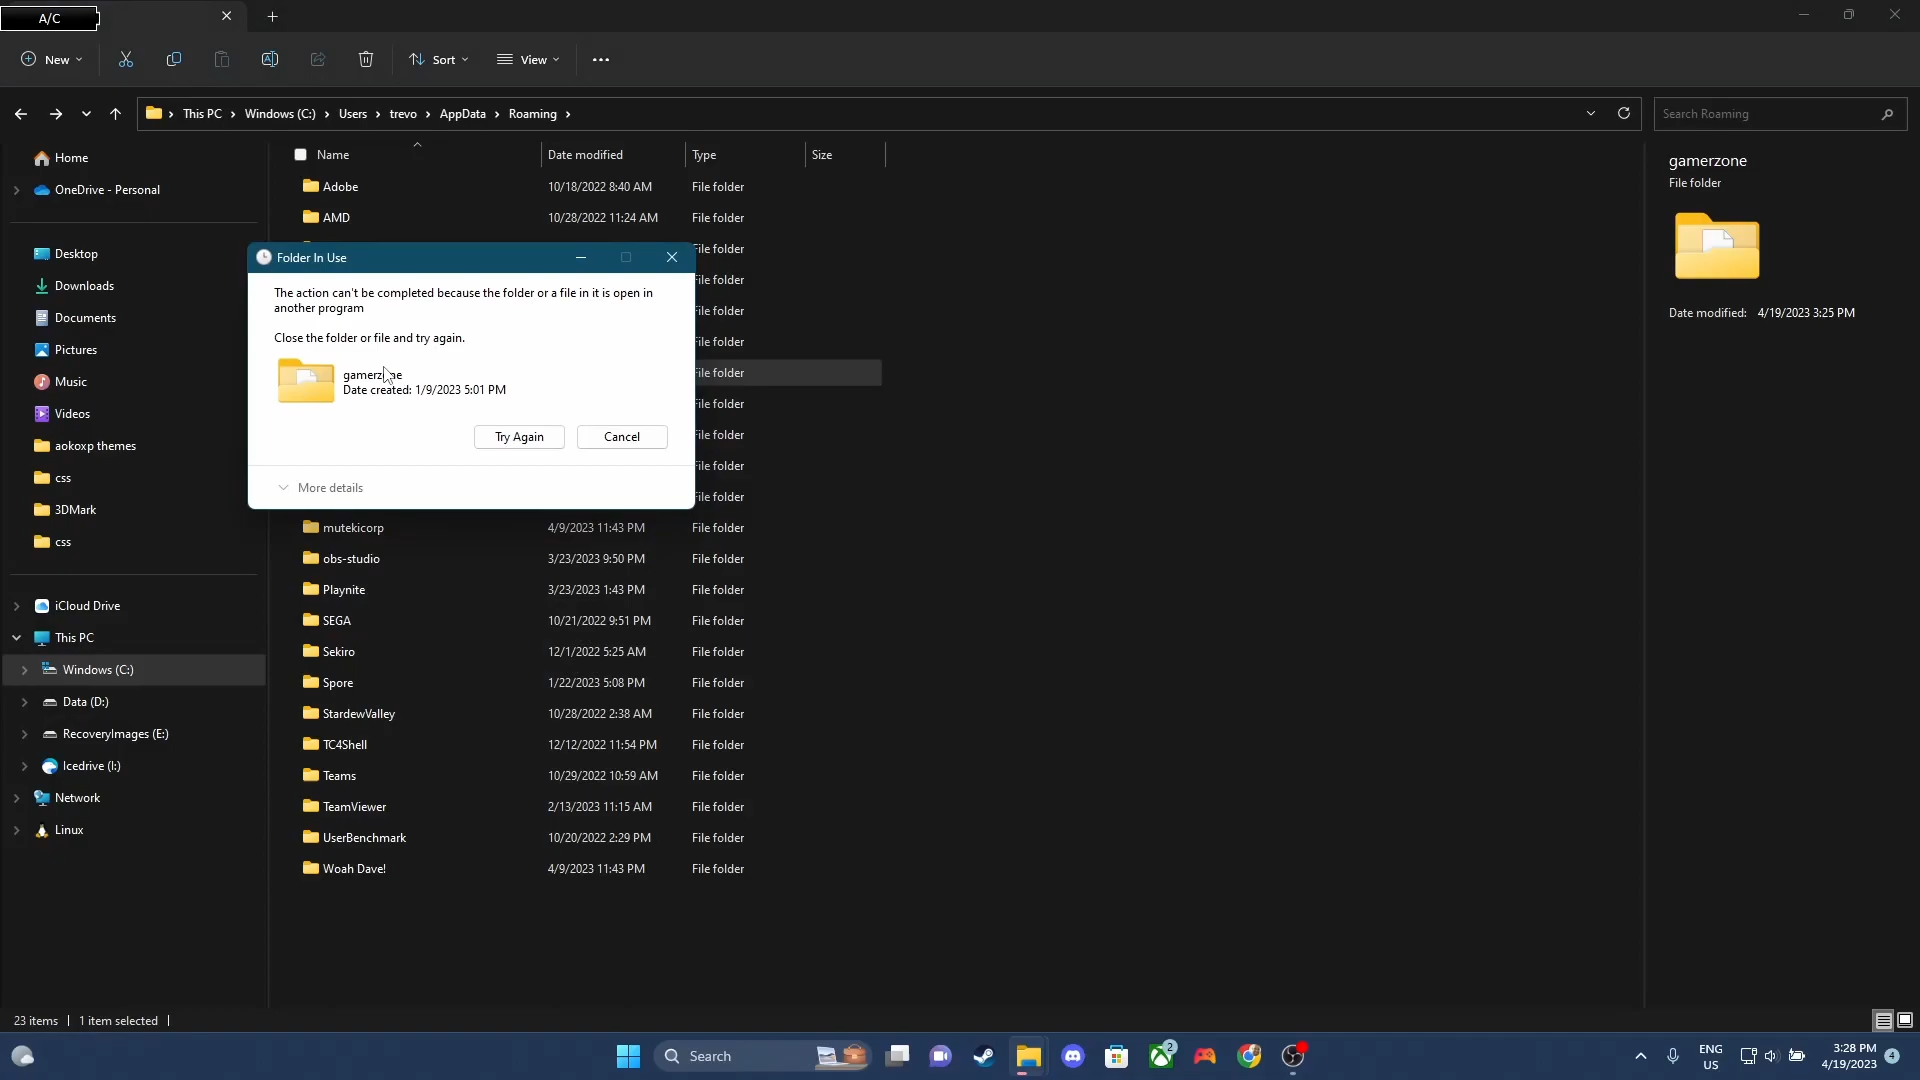 A/C
New
Sort
View
This PC
Windows (C:)
Users
trevo
AppData
Roaming
Search Roaming
Home
OneDrive - Personal
Desktop
Downloads
Documents
Pictures
Music
Videos
aokoxp themes
css
3DMark
css
iCloud Drive
This PC
Windows (C:)
Data (D:)
RecoveryImages (E:)
Icedrive (I:)
Network
Linux
Name Date modified Type Size
Adobe 10/18/2022 8:40 AM File folder
AMD 10/28/2022 11:24 AM File folder
File folder
File folder
File folder
File folder
File folder
File folder
File folder
File folder
File folder
mutekicorp 4/9/2023 11:43 PM File folder
obs-studio 3/23/2023 9:50 PM File folder
Playnite 3/23/2023 1:43 PM File folder
SEGA 10/21/2022 9:51 PM File folder
Sekiro 12/1/2022 5:25 AM File folder
Spore 1/22/2023 5:08 PM File folder
StardewValley 10/28/2022 2:38 AM File folder
TC4Shell 12/12/2022 11:54 PM File folder
Teams 10/29/2022 10:59 AM File folder
TeamViewer 2/13/2023 11:15 AM File folder
UserBenchmark 10/20/2022 2:29 PM File folder
Woah Dave! 4/9/2023 11:43 PM File folder
Folder In Use
The action can't be completed because the folder or a file in it is open in
another program
Close the folder or file and try again.
gamerzone
Date created: 1/9/2023 5:01 PM
Try Again
Cancel
More details
gamerzone
File folder
Date modified: 4/19/2023 3:25 PM
23 items
1 item selected
Search
2
ENG
US
3:28 PM
4/19/2023
4